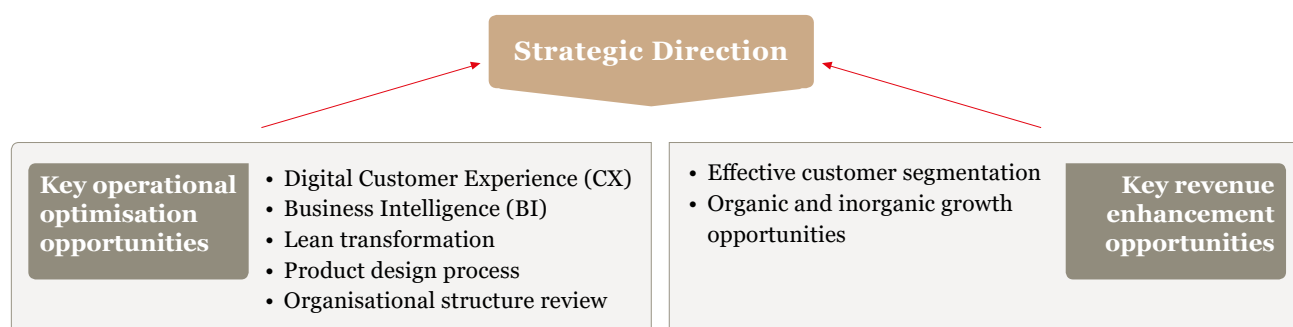 Strategic Direction
Key operational
optimisation
opportunities
• Digital Customer Experience (CX)
• Business Intelligence (BI)
• Lean transformation
• Product design process
• Organisational structure review
• Effective customer segmentation
• Organic and inorganic growth
opportunities
Key revenue
enhancement
opportunities